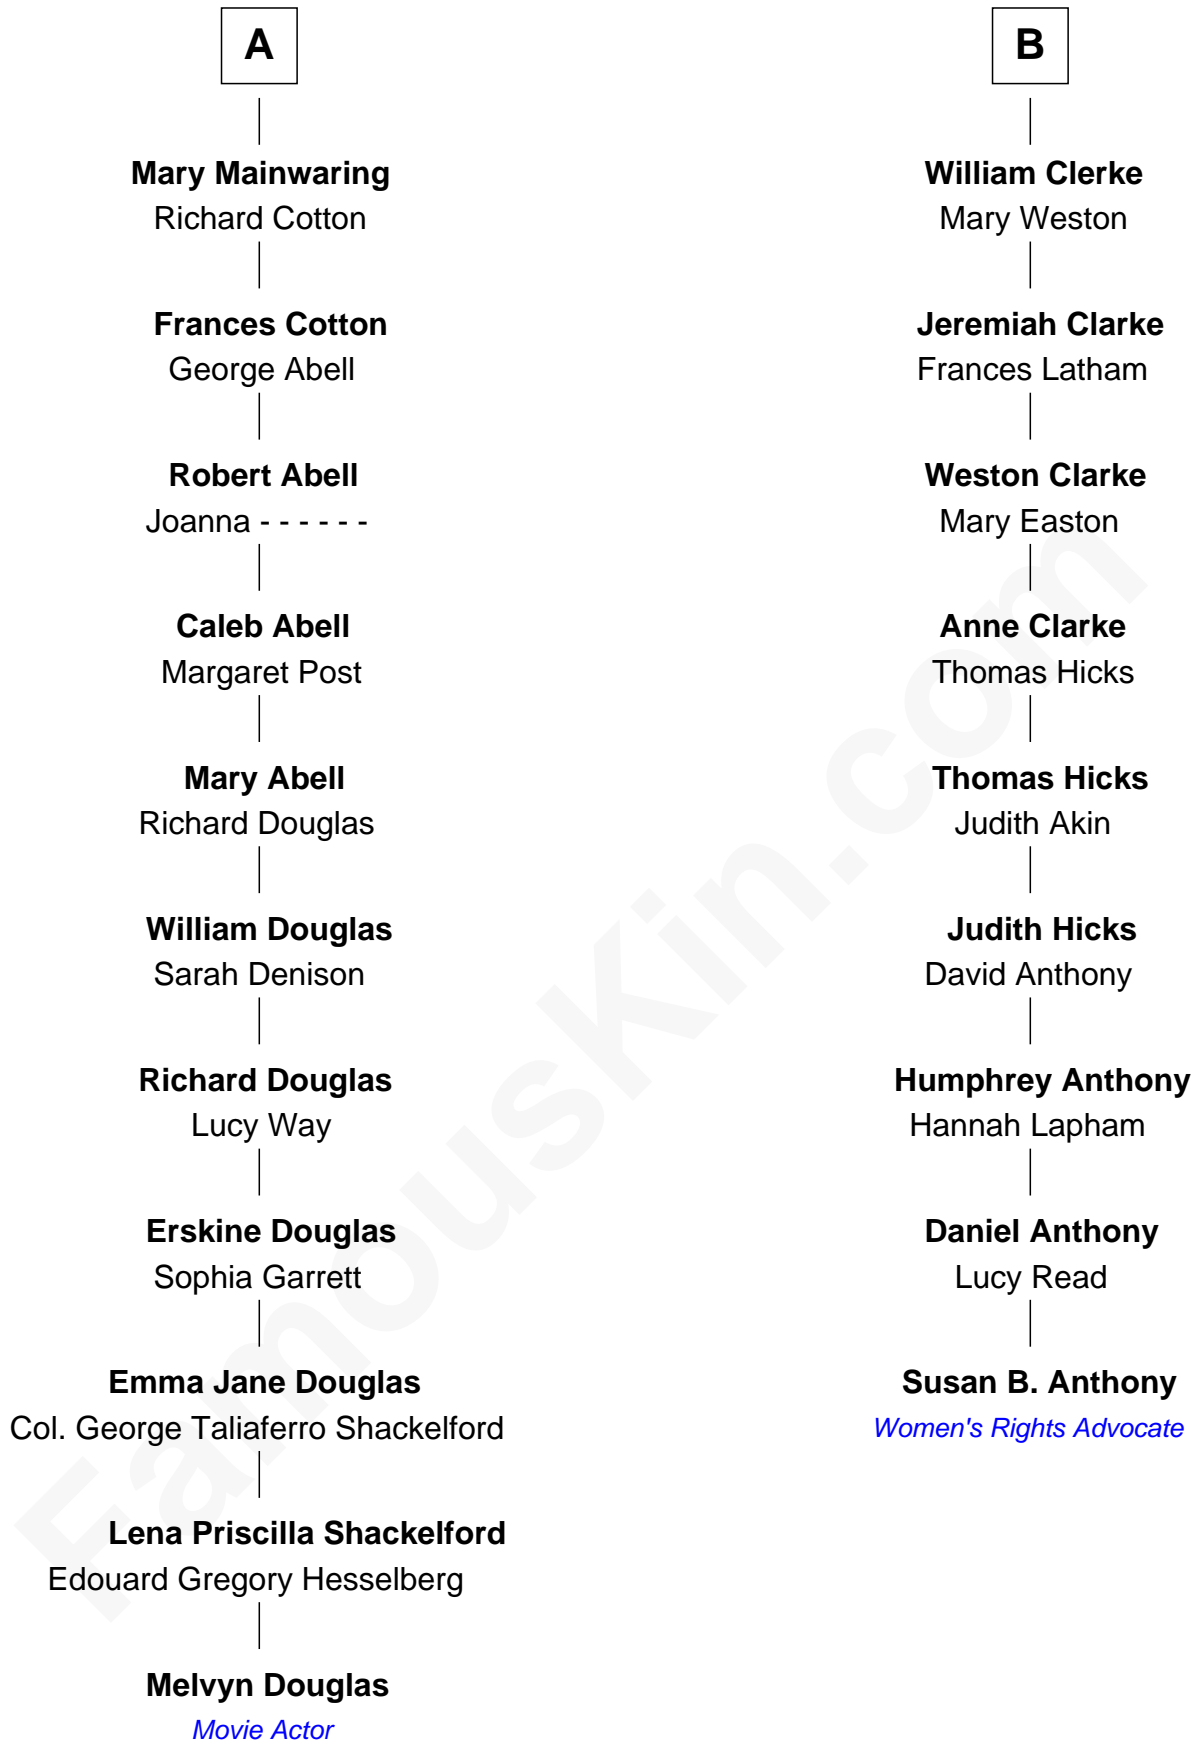 A
Mary Mainwaring
Richard Cotton
Frances Cotton
George Abell
Robert Abell
Joanna - - - - - -
Caleb Abell
Margaret Post
Mary Abell
Richard Douglas
William Douglas
Sarah Denison
Richard Douglas
Lucy Way
Erskine Douglas
Sophia Garrett
Emma Jane Douglas
Col. George Taliaferro Shackelford
Lena Priscilla Shackelford
Edouard Gregory Hesselberg
Melvyn Douglas
Movie Actor
B
William Clerke
Mary Weston
Jeremiah Clarke
Frances Latham
Weston Clarke
Mary Easton
Anne Clarke
Thomas Hicks
Thomas Hicks
Judith Akin
Judith Hicks
David Anthony
Humphrey Anthony
Hannah Lapham
Daniel Anthony
Lucy Read
Susan B. Anthony
Women's Rights Advocate
FamousKin.com